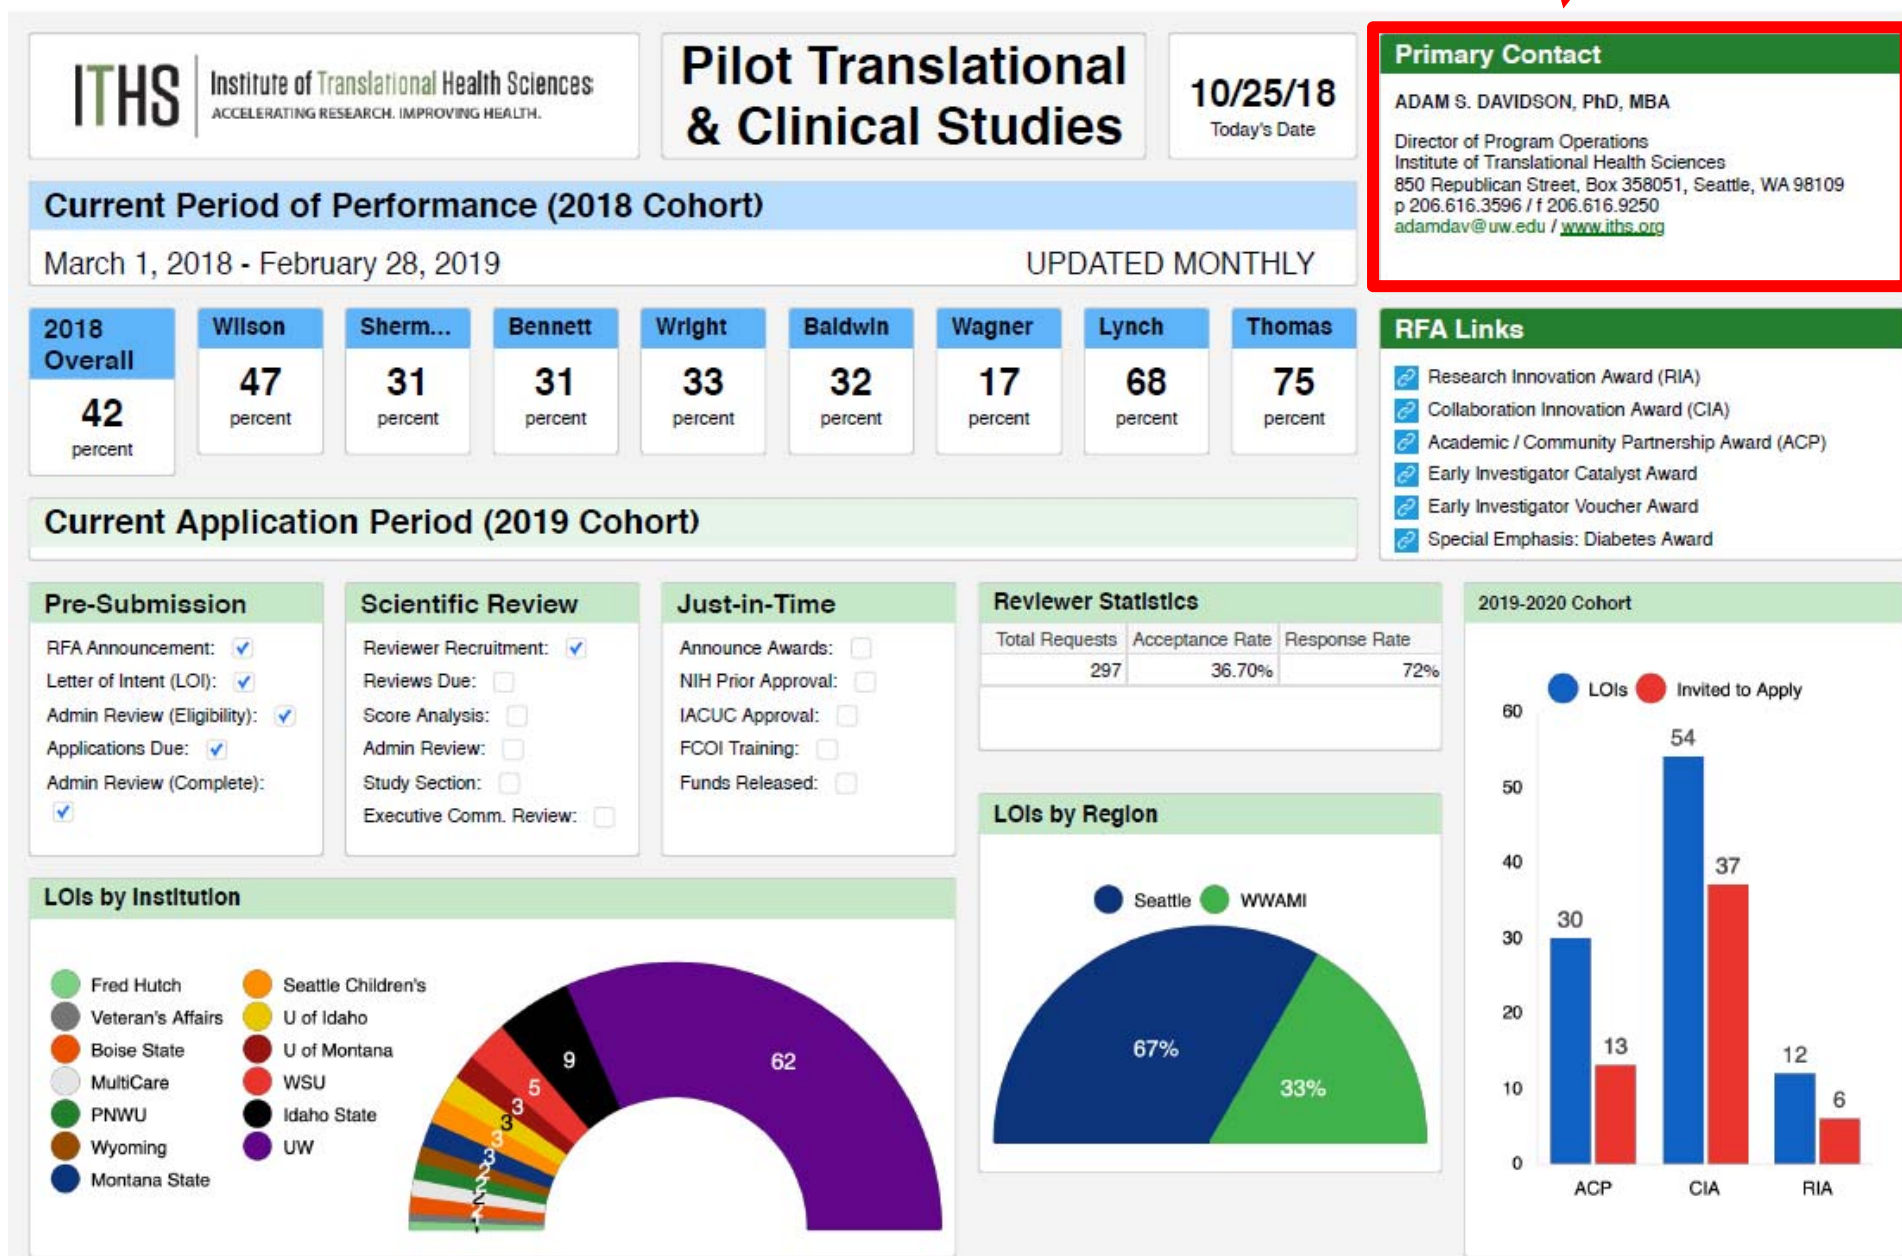 ITHS
Institute of Translational Health Sciences
ACCELERATING RESEARCH. IMPROVING HEALTH.
Pilot Translational
& Clinical Studies
10/25/18
Today's Date
Primary Contact
ADAM S. DAVIDSON, PhD, MBA
Director of Program Operations
Institute of Translational Health Sciences
850 Republican Street, Box 358051, Seattle, WA 98109
p 206.616.3596 / f 206.616.9250
adamdav@uw.edu / www.iths.org
Current Period of Performance (2018 Cohort)
March 1, 2018 - February 28, 2019 UPDATED MONTHLY
2018
Overall
42
percent
Wilson
47
percent
Sherm...
31
percent
Bennett
31
percent
Wright
33
percent
Baldwin
32
percent
Wagner
17
percent
Lynch
68
percent
Thomas
75
percent
RFA Links
Research Innovation Award (RIA)
Collaboration Innovation Award (CIA)
Academic / Community Partnership Award (ACP)
Early Investigator Catalyst Award
Early Investigator Voucher Award
Special Emphasis: Diabetes Award
Current Application Period (2019 Cohort)
Pre-Submission
RFA Announcement:
Letter of Intent (LOI):
Admin Review (Eligibility):
Applications Due:
Admin Review (Complete):
Scientific Review
Reviewer Recruitment:
Reviews Due:
Score Analysis:
Admin Review:
Study Section:
Executive Comm. Review:
Just-in-Time
Announce Awards:
NIH Prior Approval:
IACUC Approval:
FCOI Training:
Funds Released:
Reviewer Statistics
Total Requests Acceptance Rate Response Rate
297 36.70% 72%
LOIs by Region
Seattle WWAMI
67%
33%
2019-2020 Cohort
LOIs Invited to Apply
60
50
40
30
20
10
0
30
13
54
37
12
6
ACP CIA RIA
LOIs by Institution
Fred Hutch
Veteran's Affairs
Boise State
MultiCare
PNWU
Wyoming
Montana State
Seattle Children's
U of Idaho
U of Montana
WSU
Idaho State
UW
62
9
5
3
3
3
3
2
2
2
2